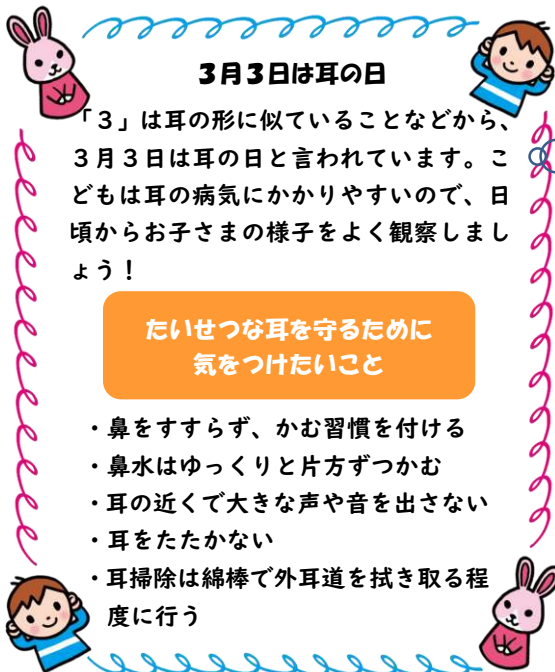 3月3日は耳の日
「３」は耳の形に似ていることなどから、
３月３日は耳の日と言われています。こ
どもは耳の病気にかかりやすいので、日
頃からお子さまの様子をよく観察しまし
ょう！
たいせつな耳を守るために
気をつけたいこと
・鼻をすすらず、かむ習慣を付ける
・鼻水はゆっくりと片方ずつかむ
・耳の近くで大きな声や音を出さない
・耳をたたかない
・耳掃除は綿棒で外耳道を拭き取る程
度に行う